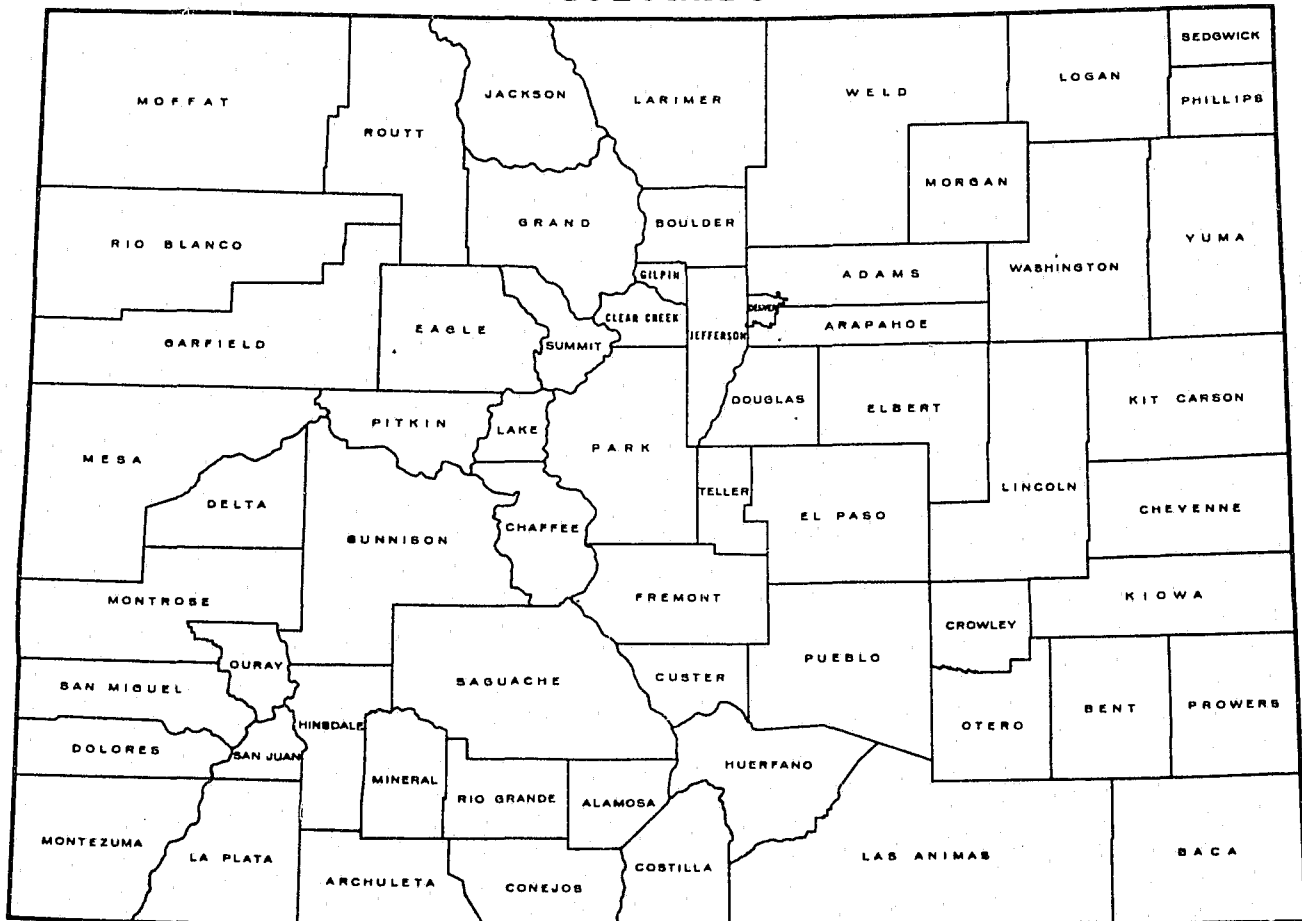 SEDGWICK
LOGAN
WELD
JACKSON
LARIMER
MOFFAT
PHILLIPS
ROUTT
MORGAN
GRAND
BOULDER
YUMA
RIO BLANCO
GILPIN
ADAMS
WASHINGTON
DENVER
CLEAR CREEK
EAGLE
ARAPAHOE
JEFFERSON
GARFIELD
SUMMIT
DOUGLAS
ELBERT
KIT CARSON
PITKIN
LAKE
PARK
MESA
TELLER
LINCOLN
DELTA
CHEYENNE
EL PASO
CHAFFEE
GUNNISON
MONTROSE
FREMONT
KIOWA
CROWLEY
OURAY
PUEBLO
SAGUACHE
CUSTER
SAN MIGUEL
BENT
PROWERS
HINSDALE
OTERO
DOLORES
SAN JUAN
HUERFANO
MINERAL
RIO GRANDE
ALAMOSA
MONTEZUMA
LA PLATA
COSTILLA
LAS ANIMAS
BACA
ARCHULETA
CONEJOS